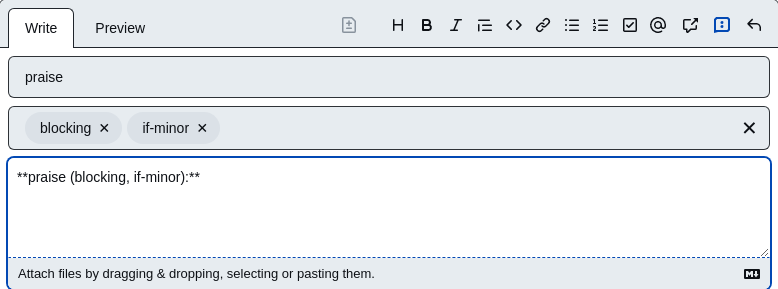 Write Preview
praise
blocking if-minor
**praise (blocking, if-minor):**
Attach files by dragging & dropping, selecting or pasting them.